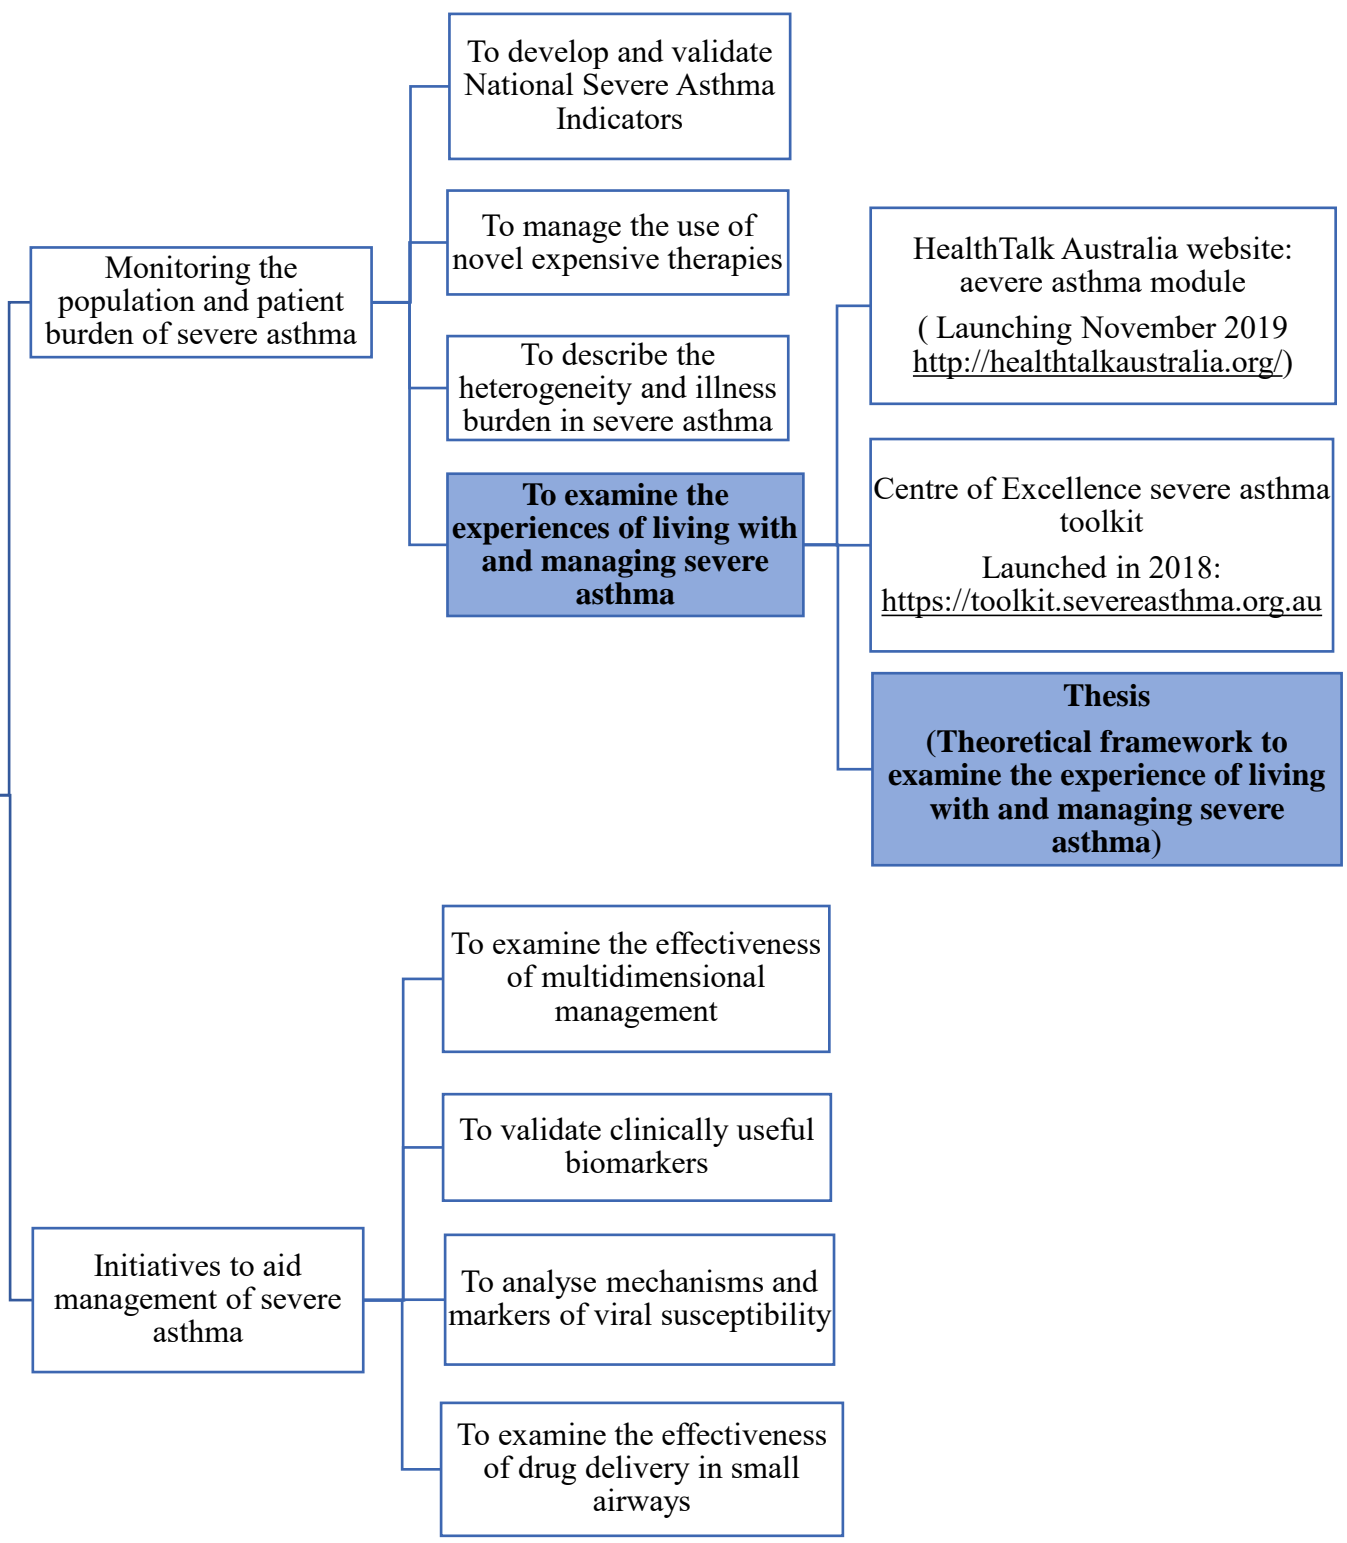 To develop and validate
National Severe Asthma
Indicators
To manage the use of
novel expensive therapies
Monitoring the
population and patient
burden of severe asthma
To describe the
heterogeneity and illness
burden in severe asthma
To examine the
experiences of living with
and managing severe
asthma
HealthTalk Australia website:
aevere asthma module
( Launching November 2019
http://healthtalkaustralia.org/)
Centre of Excellence severe asthma
toolkit
Launched in 2018:
https://toolkit.severeasthma.org.au
Thesis
(Theoretical framework to
examine the experience of living
with and managing severe
asthma)
Initiatives to aid
management of severe
asthma
To examine the effectiveness
of multidimensional
management
To validate clinically useful
biomarkers
To analyse mechanisms and
markers of viral susceptibility
To examine the effectiveness
of drug delivery in small
airways